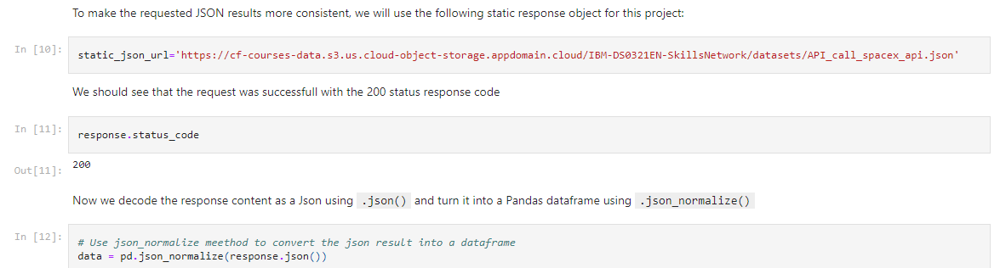 To make the requested JSON results more consistent, we will use the following static response object for this project:
In [10]: static_json_url='https://cf-courses-data.s3.us.cloud-object-storage.appdomain.cloud/IBM-DS0321EN-SkillsNetwork/datasets/API_call_spacex_api.json'
We should see that the request was successfull with the 200 status response code
In [11]: response.status_code
Out[11]: 200
Now we decode the response content as a Json using .json() and turn it into a Pandas dataframe using .json_normalize()
In [12]: # Use json_normalize meethod to convert the json result into a dataframe
data = pd.json_normalize(response.json())